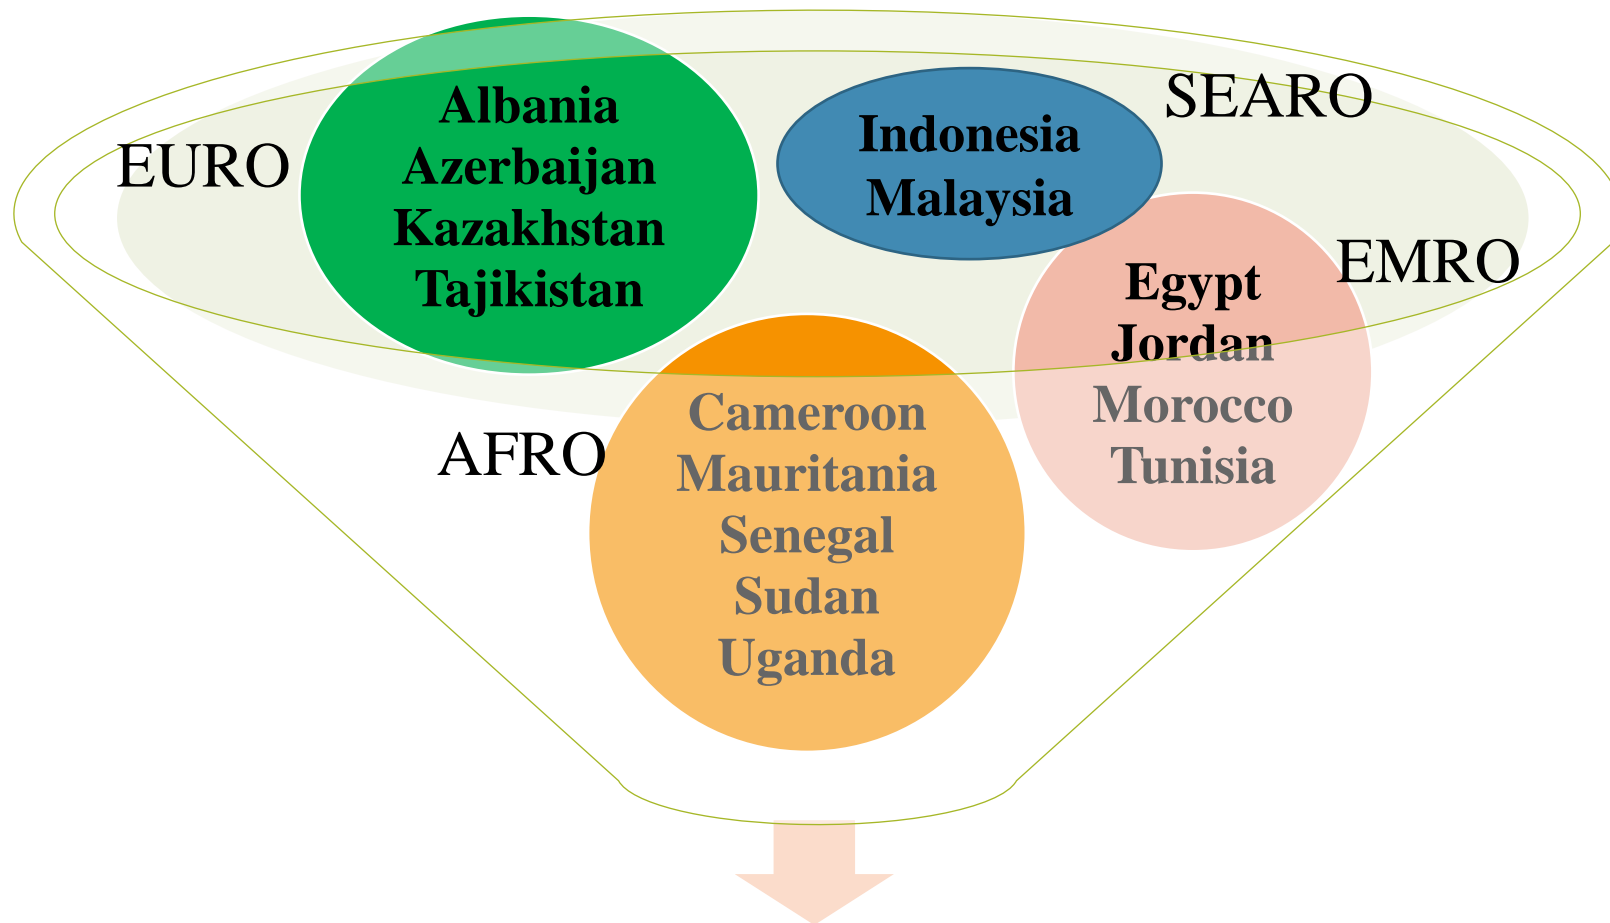 EURO
Albania
Azerbaijan
Kazakhstan
Tajikistan
Indonesia
Malaysia
SEARO
EMRO
Egypt
Jordan
Morocco
Tunisia
AFRO
Cameroon
Mauritania
Senegal
Sudan
Uganda